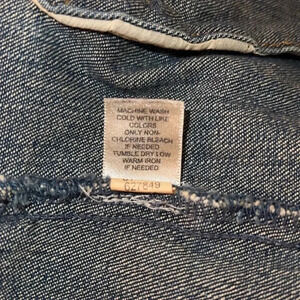 MACHINE WASH
COLD WITH LIKE
COLORS
ONLY NON-
CHLORINE BLEACH
IF NEEDED
TUMBLE DRY LOW
WARM IRON
IF NEEDED